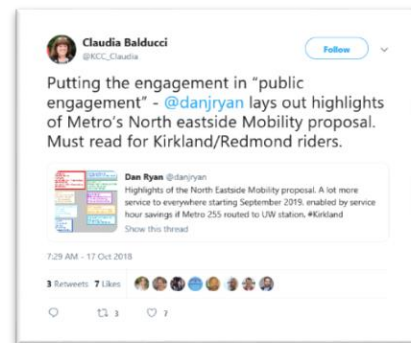 Claudia Balducci
@KCC_Claudia
Follow
Putting the engagement in "public
engagement" - @danjryan lays out highlights
of Metro's North eastside Mobility proposal.
Must read for Kirkland/Redmond riders.
Dan Ryan @danjryan
Highlights of the North Eastside Mobility proposal. A lot more
service to everywhere starting September 2019, enabled by service
hour savings if Metro 255 routed to UW station. #Kirkland
Show this thread
7:29 AM - 17 Oct 2018
3 Retweets 7 Likes
3
7